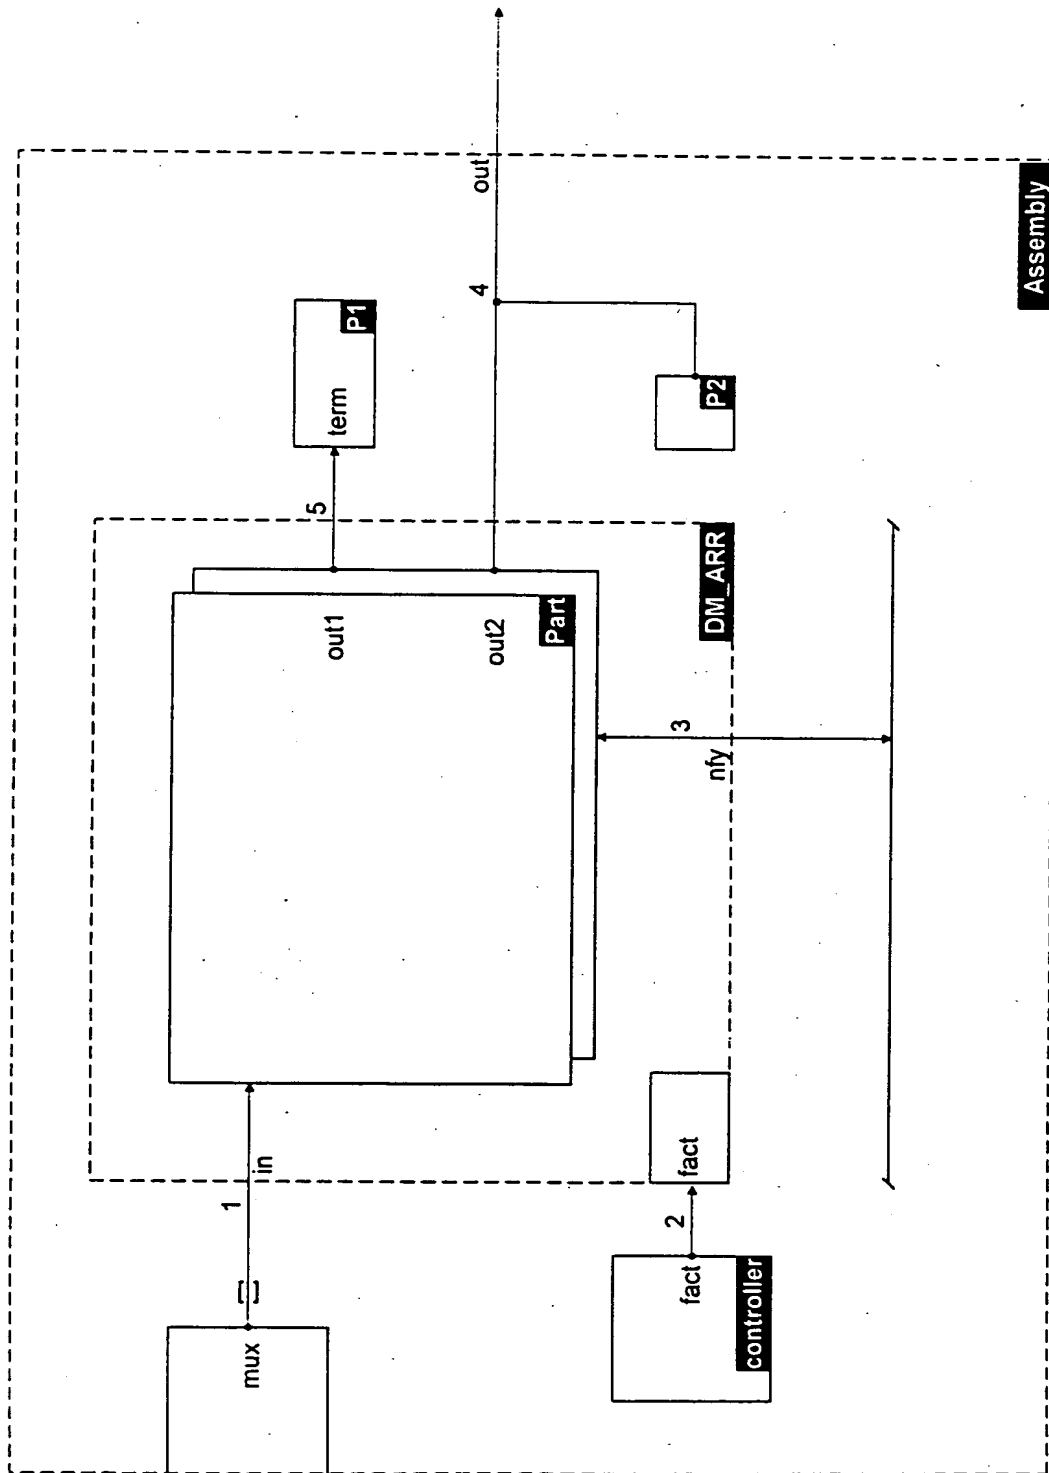 Assembly
out
4
P1
term
P2
5
DM_ARR
out1
out2
Part
3
nfy
in
1
fact
2
mux
fact
controller